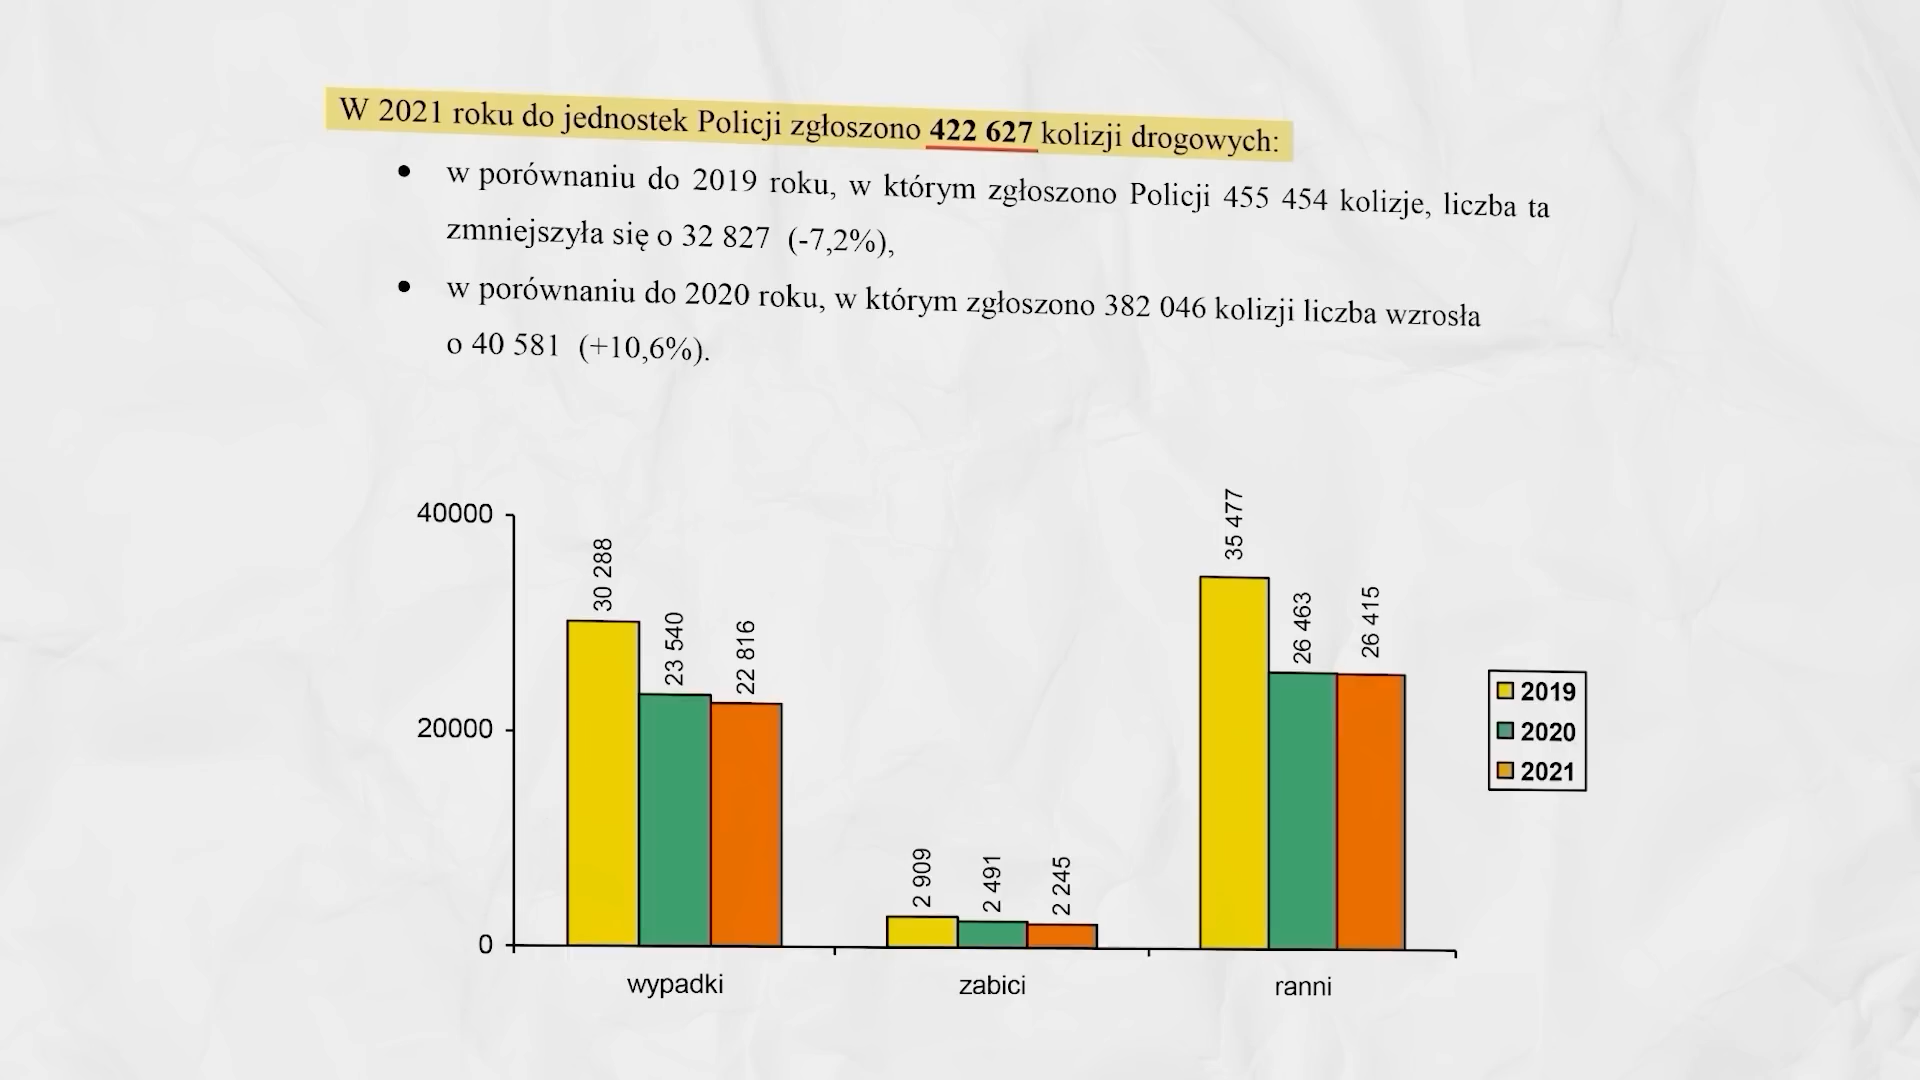 W 2021 roku do jednostek Policji zgłoszono 422 627 kolizji drogowych:
• w porównaniu do 2019 roku, w którym zgłoszono Policji 455 454 kolizje, liczba ta
zmniejszyła się o 32 827 (-7,2%),
• w porównaniu do 2020 roku, w którym zgłoszono 382 046 kolizji liczba wzrosła
o 40 581 (+10,6%).
40000
20000
0
30 288
23 540
22 816
2 909
2 491
2 245
35 477
26 463
26 415
wypadki
zabici
ranni
2019
2020
2021